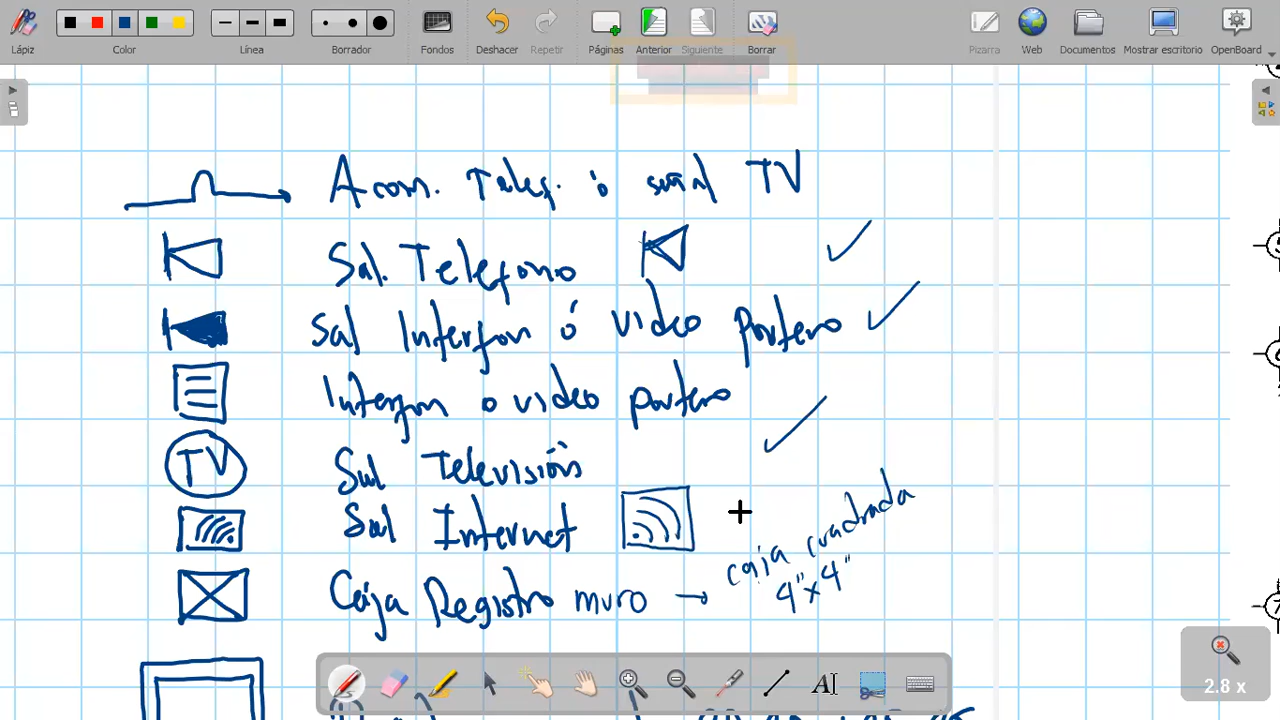 Lápiz
Color
Línea
Borrador
Fondos
Deshacer
Repetir
Páginas
Anterior
Siguiente
Borrar
Pizarra
Web
Documentos
Mostrar escritorio
OpenBoard
Acom. Telef. ó señal TV
Sal. Telefono
Sal Interfon ó video portero
Interfon o video portero
TV Sal Televisión
Sal Internet
Caja Registro muro → caja cuadrada
4"x4"
2.8 x